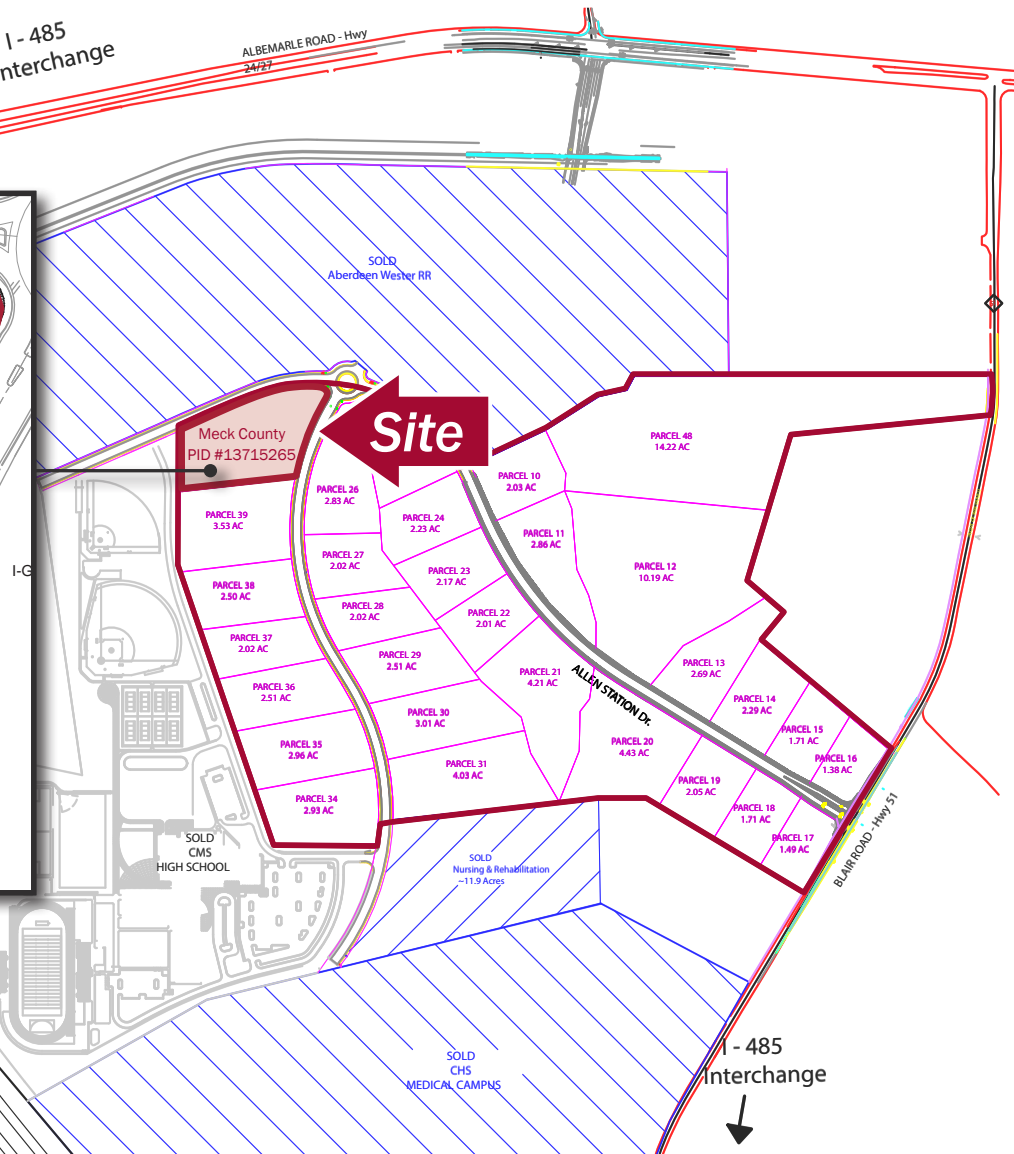 I - 485
Interchange
ALBEMARLE ROAD - Hwy
24/27
SOLD
Aberdeen Wester RR
Site
Meck County
PID #13715265
PARCEL 48
14.22 AC
PARCEL 10
2.03 AC
PARCEL 26
2.83 AC
PARCEL 39
3.53 AC
PARCEL 24
2.23 AC
PARCEL 11
2.86 AC
PARCEL 27
2.02 AC
PARCEL 12
10.19 AC
I-G
PARCEL 23
2.17 AC
PARCEL 38
2.50 AC
PARCEL 28
2.02 AC
PARCEL 22
2.01 AC
PARCEL 37
2.02 AC
PARCEL 29
2.51 AC
PARCEL 13
2.69 AC
PARCEL 21
4.21 AC
ALLEN STATION Dr.
PARCEL 36
2.51 AC
PARCEL 14
2.29 AC
PARCEL 30
3.01 AC
PARCEL 15
1.71 AC
PARCEL 35
2.96 AC
PARCEL 20
4.43 AC
PARCEL 16
1.38 AC
PARCEL 31
4.03 AC
PARCEL 19
2.05 AC
PARCEL 34
2.93 AC
PARCEL 18
1.71 AC
PARCEL 17
1.49 AC
BLAIR ROAD - Hwy 51
SOLD
CMS
HIGH SCHOOL
SOLD
Nursing & Rehabilitation
~11.9 Acres
SOLD
CHS
MEDICAL CAMPUS
I - 485
Interchange